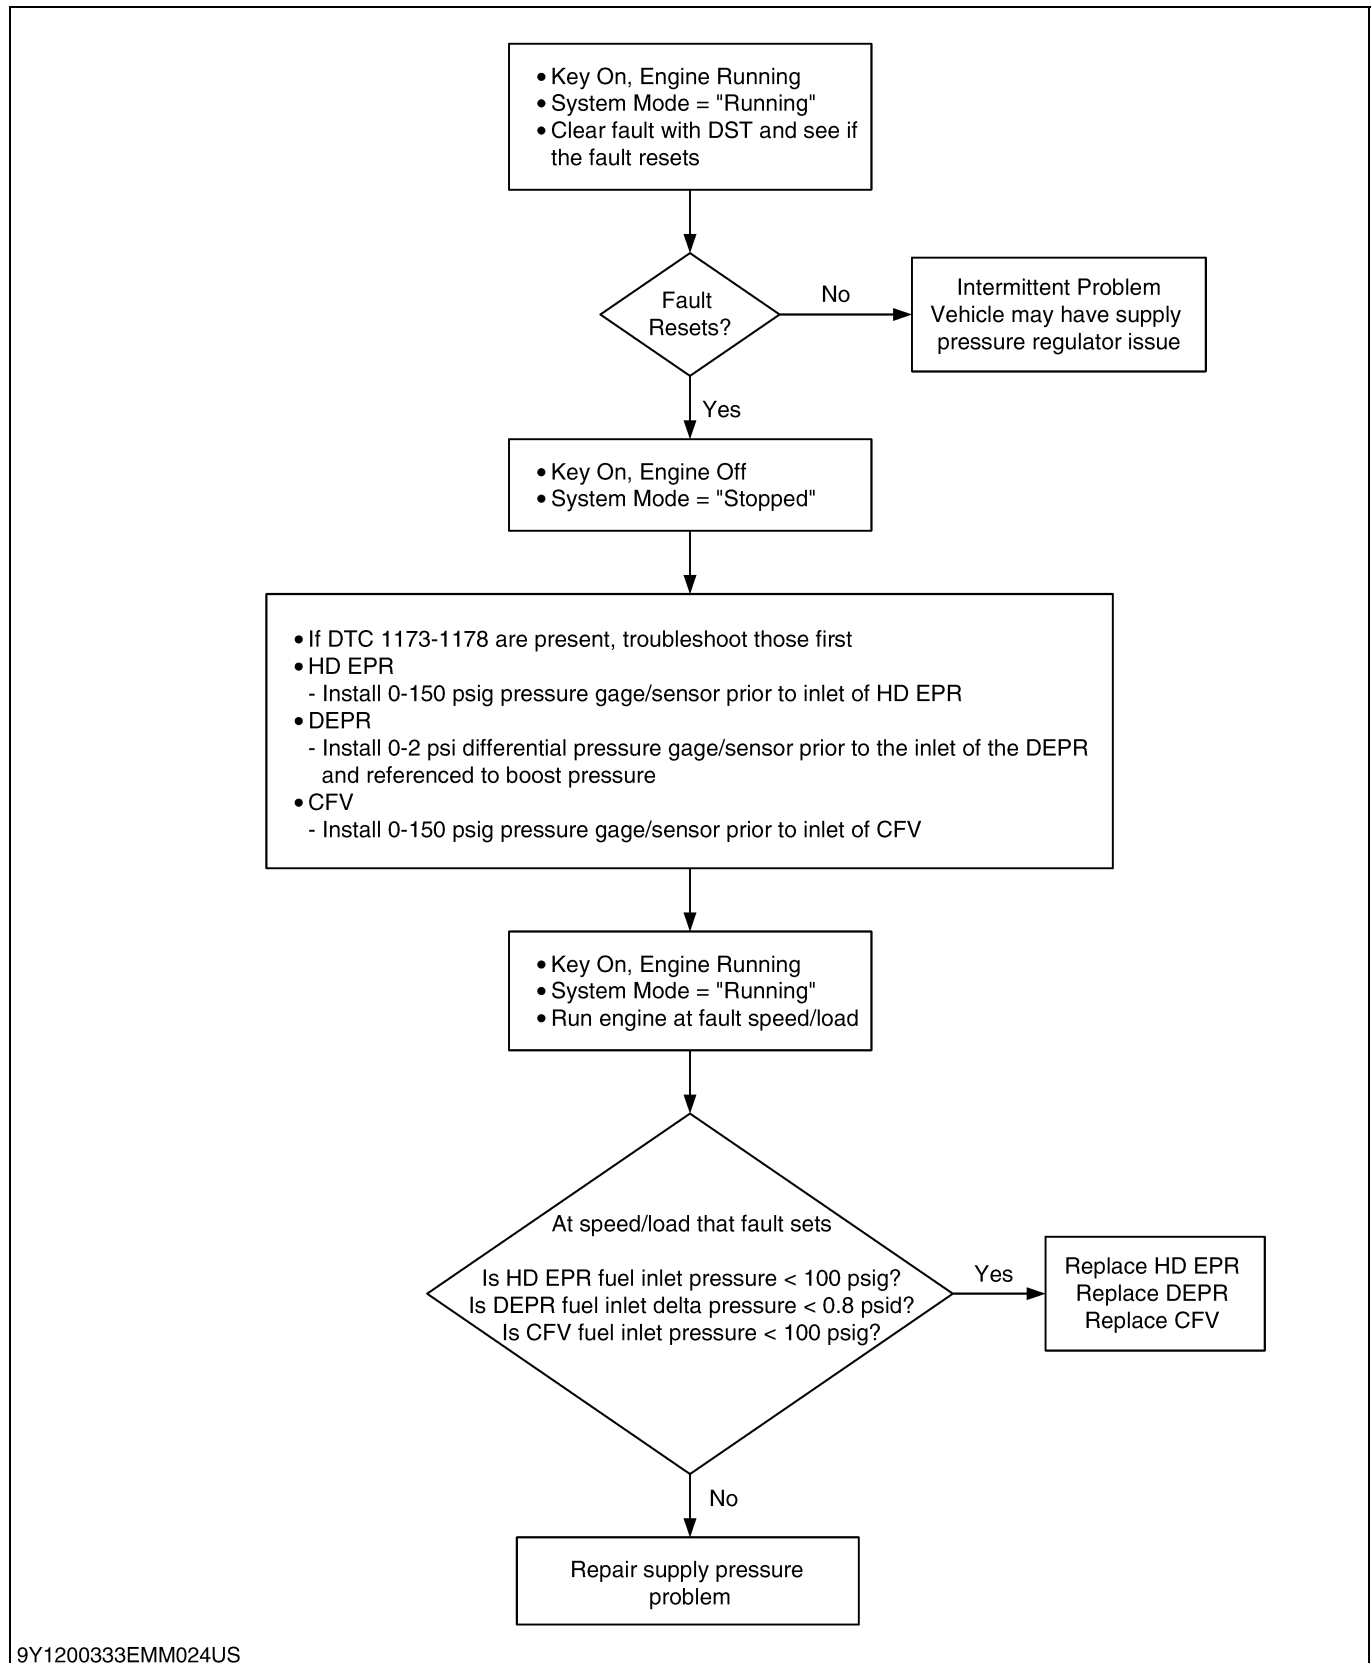 • Key On, Engine Running
• System Mode = "Running"
• Clear fault with DST and see if
the fault resets
Fault
Resets?
No
Intermittent Problem
Vehicle may have supply
pressure regulator issue
Yes
• Key On, Engine Off
• System Mode = "Stopped"
• If DTC 1173-1178 are present, troubleshoot those first
• HD EPR
- Install 0-150 psig pressure gage/sensor prior to inlet of HD EPR
• DEPR
- Install 0-2 psi differential pressure gage/sensor prior to the inlet of the DEPR
and referenced to boost pressure
• CFV
- Install 0-150 psig pressure gage/sensor prior to inlet of CFV
• Key On, Engine Running
• System Mode = "Running"
• Run engine at fault speed/load
At speed/load that fault sets
Is HD EPR fuel inlet pressure < 100 psig?
Is DEPR fuel inlet delta pressure < 0.8 psid?
Is CFV fuel inlet pressure < 100 psig?
Yes
Replace HD EPR
Replace DEPR
Replace CFV
No
Repair supply pressure
problem
9Y1200333EMM024US